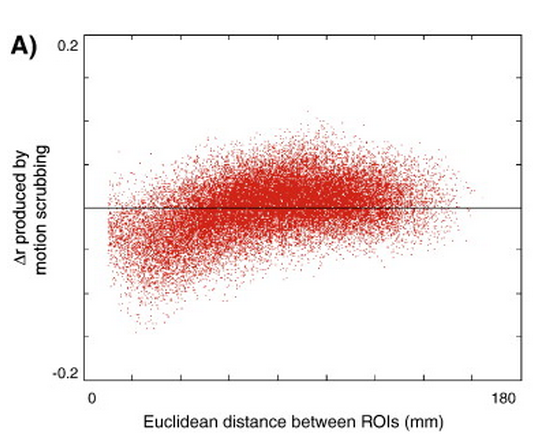 A)
0.2
Δr produced by
motion scrubbing
-0.2
0
180
Euclidean distance between ROIs (mm)